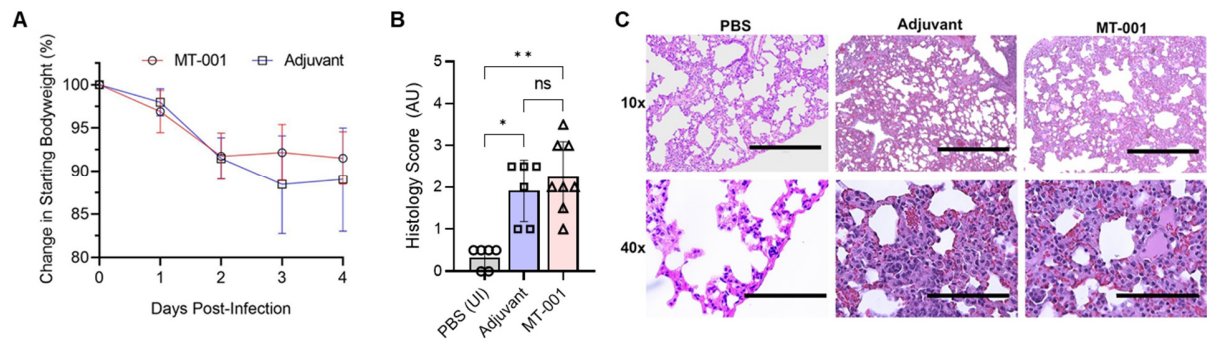 A
Change in Starting Bodyweight (%)
MT-001 Adjuvant
100
95
90
85
80
0 1 2 3 4
Days Post-Infection
B
Histology Score (AU)
5
4
3
2
1
0
**
ns
*
PBS (UI)
Adjuvant
MT-001
C
PBS Adjuvant MT-001
10x
40x